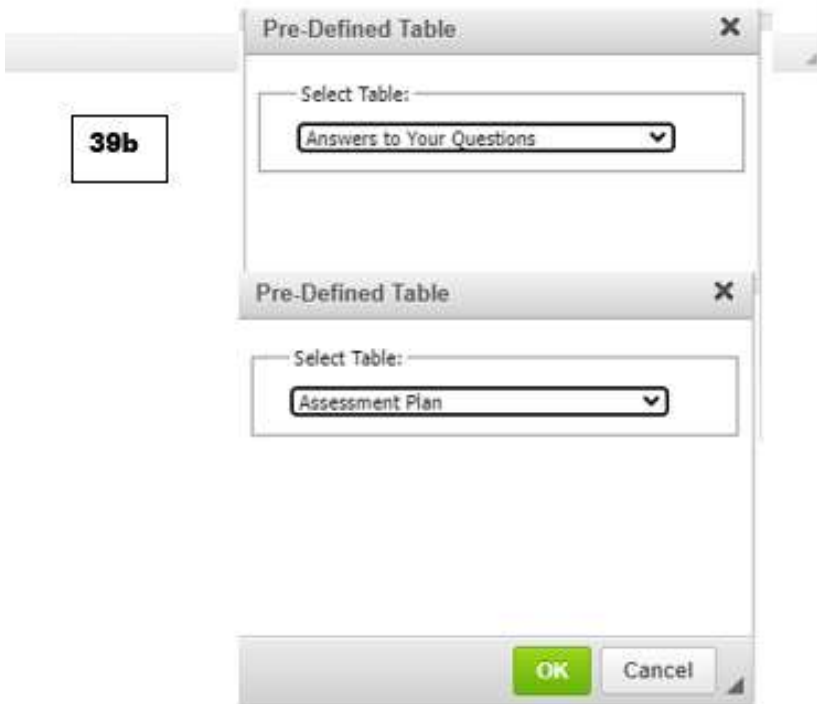 Pre-Defined Table
Select Table:
39b
Answers to Your Questions
Pre-Defined Table
Select Table:
Assessment Plan
OK Cancel